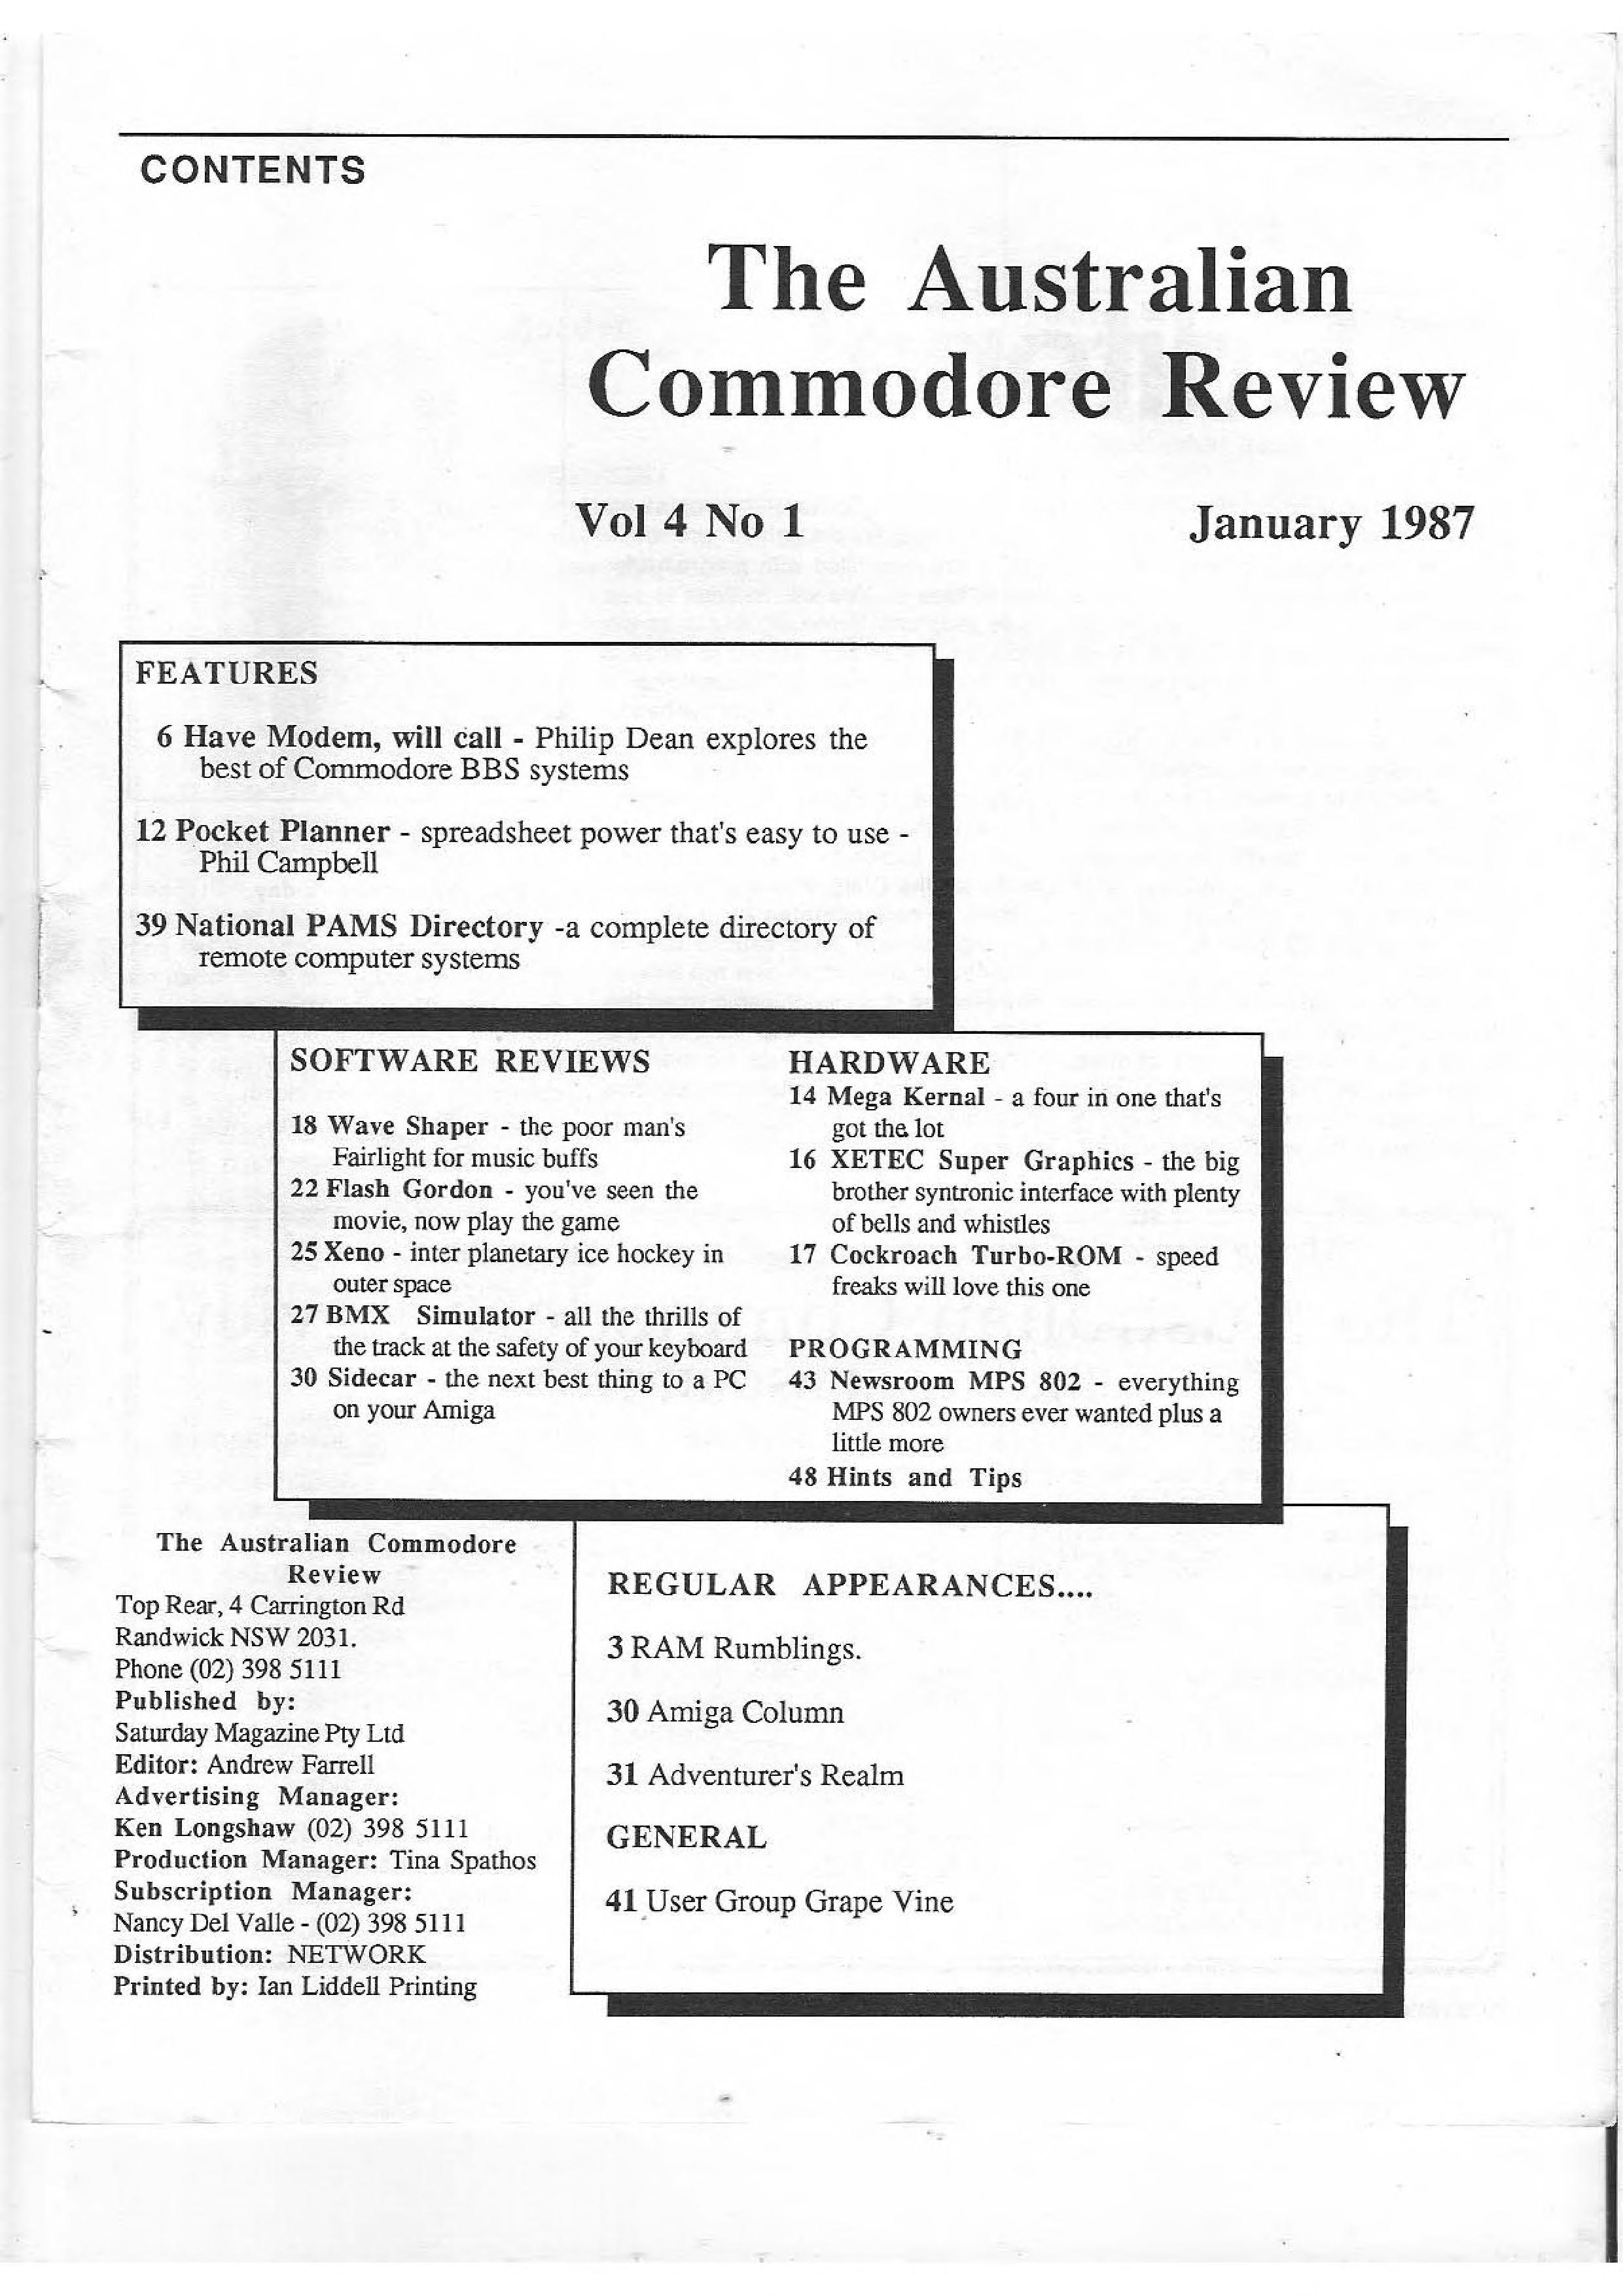 CONTENTS
The Australian
Commodore Review
Vol 4 No 1 January 1987
FEATURES
6 Have Modem, will call - Philip Dean explores the
best of Commodore BBS systems
12 Pocket Planner - spreadsheet power that's easy to use -
Phil Campbell
39 National PAMS Directory -a complete directory of
remote computer systems
SOFTWARE REVIEWS
18 Wave Shaper - the poor man's
Fairlight for music buffs
22 Flash Gordon - you've seen the
movie, now play the game
25 Xeno - inter planetary ice hockey in
outer space
27 BMX Simulator - all the thrills of
the track at the safety of your keyboard
30 Sidecar - the next best thing to a PC
on your Amiga
HARDWARE
14 Mega Kernal - a four in one that's
got the lot
16 XETEC Super Graphics - the big
brother syntronic interface with plenty
of bells and whistles
17 Cockroach Turbo-ROM - speed
freaks will love this one
PROGRAMMING
43 Newsroom MPS 802 - everything
MPS 802 owners ever wanted plus a
little more
48 Hints and Tips
The Australian Commodore
Review
Top Rear, 4 Carrington Rd
Randwick NSW 2031.
Phone (02) 398 5111
Published by:
Saturday Magazine Pty Ltd
Editor: Andrew Farrell
Advertising Manager:
Ken Longshaw (02) 398 5111
Production Manager: Tina Spathos
Subscription Manager:
Nancy Del Valle - (02) 398 5111
Distribution: NETWORK
Printed by: Ian Liddell Printing
REGULAR APPEARANCES....
3 RAM Rumblings.
30 Amiga Column
31 Adventurer's Realm
GENERAL
41 User Group Grape Vine